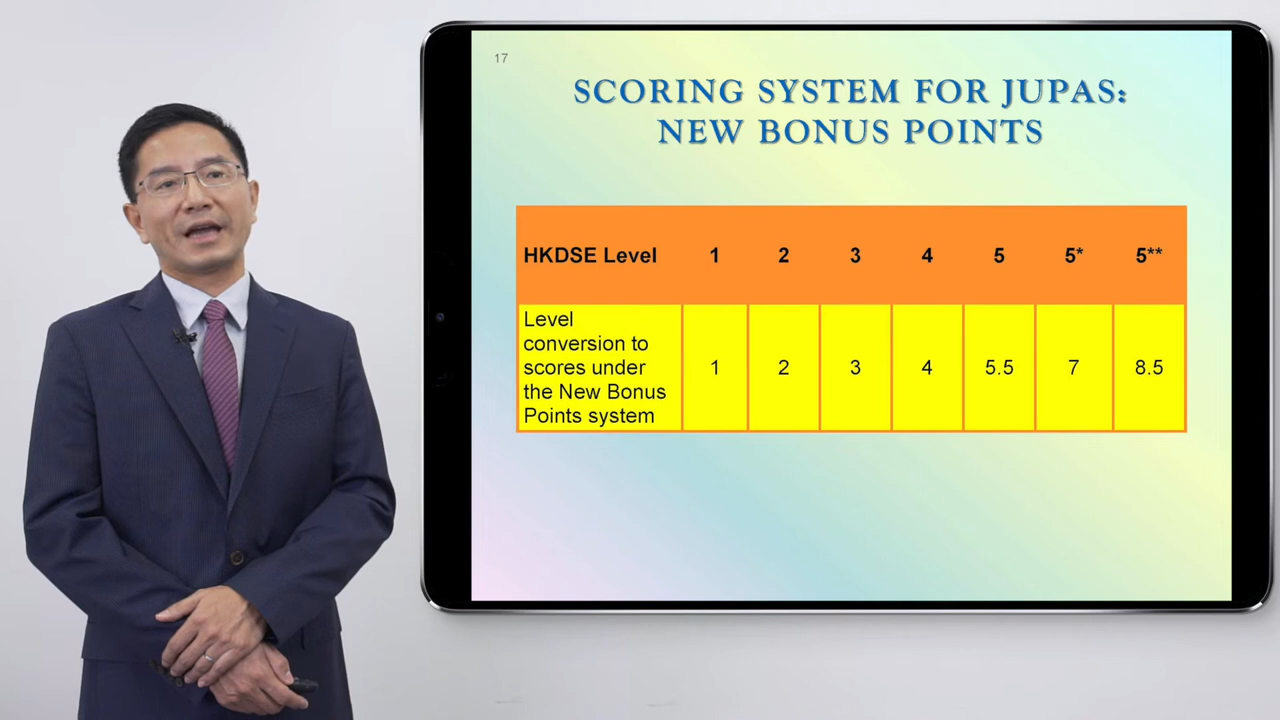 17
SCORING SYSTEM FOR JUPAS:
NEW BONUS POINTS
HKDSE Level 1 2 3 4 5 5* 5**
Level
conversion to
scores under
the New Bonus
Points system
1 2 3 4 5.5 7 8.5